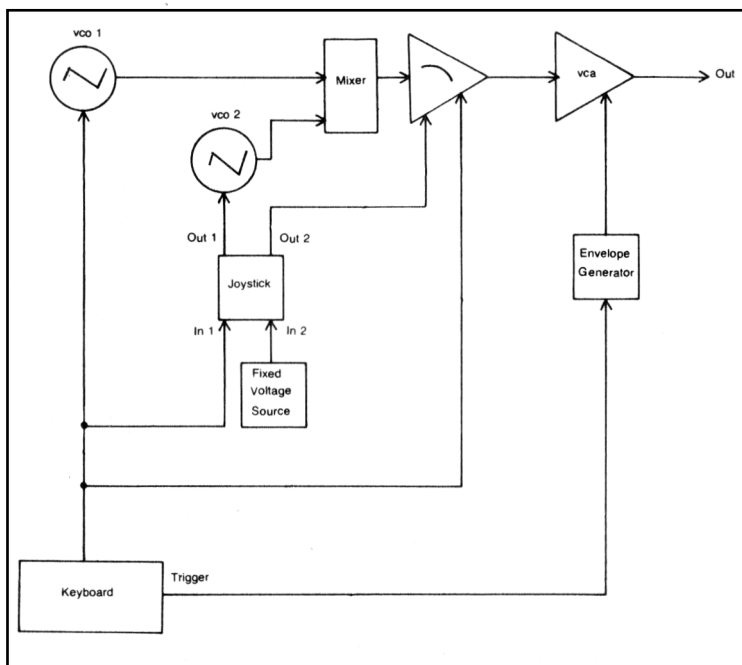 vco 1
Mixer
vca
Out
vco 2
Out 1
Out 2
Envelope
Generator
Joystick
In 1
In 2
Fixed
Voltage
Source
Trigger
Keyboard